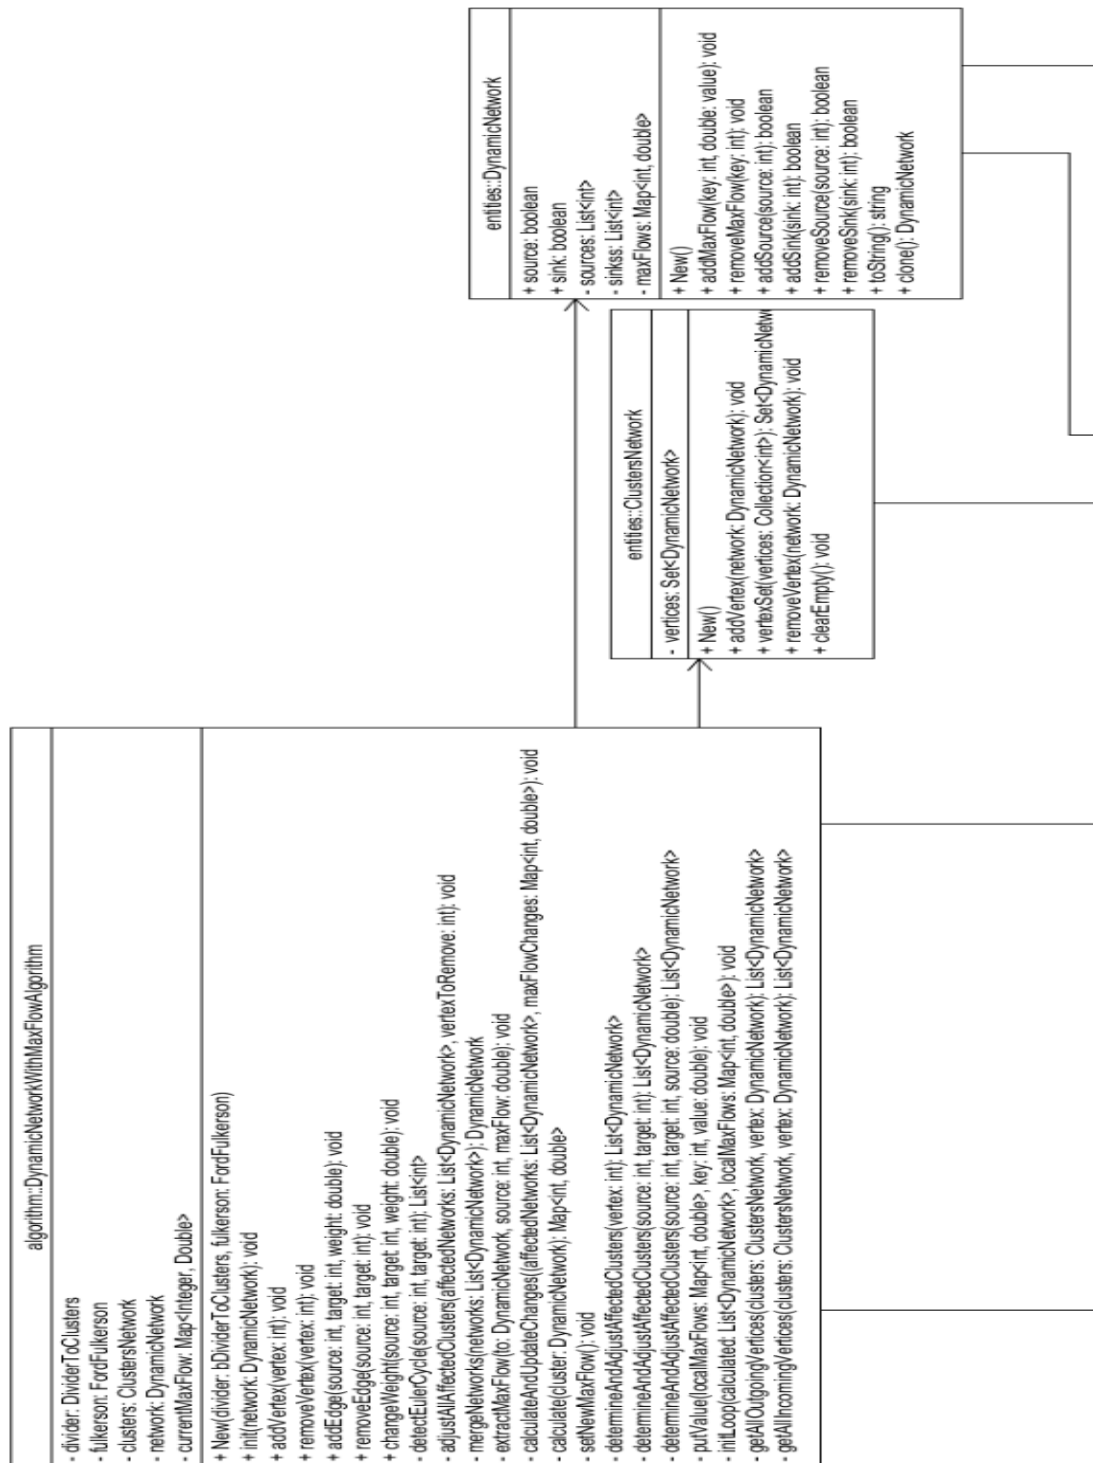 algorithm::DynamicNetworkWithMaxFlowAlgorithm
- divider: DividerToClusters
- fulkerson: FordFulkerson
- clusters: ClustersNetwork
- network: DynamicNetwork
- currentMaxFlow: Map<Integer, Double>
+ New(divider: bDividerToClusters, fulkerson: FordFulkerson)
+ init(network: DynamicNetwork): void
+ addVertex(vertex: int): void
+ removeVertex(vertex: int): void
+ addEdge(source: int, target: int, weight: double): void
+ removeEdge(source: int, target: int): void
+ changeWeight(source: int, target: int, weight: double): void
- detectEulerCycle(source: int, target: int): List<int>
- adjustAllAffectedClusters(affectedNetworks: List<DynamicNetwork>, vertexToRemove: int): void
- mergeNetworks(networks: List<DynamicNetwork>): DynamicNetwork
- extractMaxFlow(to: DynamicNetwork, source: int, maxFlow: double): void
- calculateAndUpdateChanges((affectedNetworks: List<DynamicNetwork>, maxFlowChanges: Map<int, double>): void
- calculate(cluster: DynamicNetwork): Map<int, double>
- setNewMaxFlow(): void
- determineAndAdjustAffectedClusters(vertex: int): List<DynamicNetwork>
- determineAndAdjustAffectedClusters(source: int, target: int): List<DynamicNetwork>
- determineAndAdjustAffectedClusters(source: int, target: int, source: double): List<DynamicNetwork>
- putValue(localMaxFlows: Map<int, double>, key: int, value: double): void
- initLoop(calculated: List<DynamicNetwork>, localMaxFlows: Map<int, double>): void
- getAllOutgoingVertices(clusters: ClustersNetwork, vertex: DynamicNetwork): List<DynamicNetwork>
- getAllIncomingVertices(clusters: ClustersNetwork, vertex: DynamicNetwork): List<DynamicNetwork>
entities::ClustersNetwork
- vertices: Set<DynamicNetwork>
+ New()
+ addVertex(network: DynamicNetwork): void
+ vertexSet(vertices: Collection<int>): Set<DynamicNetw
+ removeVertex(network: DynamicNetwork): void
+ clearEmpty(): void
entities::DynamicNetwork
+ source: boolean
+ sink: boolean
- sources: List<int>
- sinkss: List<int>
- maxFlows: Map<int, double>
+ New()
+ addMaxFlow(key: int, double: value): void
+ removeMaxFlow(key: int): void
+ addSource(source: int): boolean
+ addSink(sink: int): boolean
+ removeSource(source: int): boolean
+ removeSink(sink: int): boolean
+ toString(): string
+ clone(): DynamicNetwork